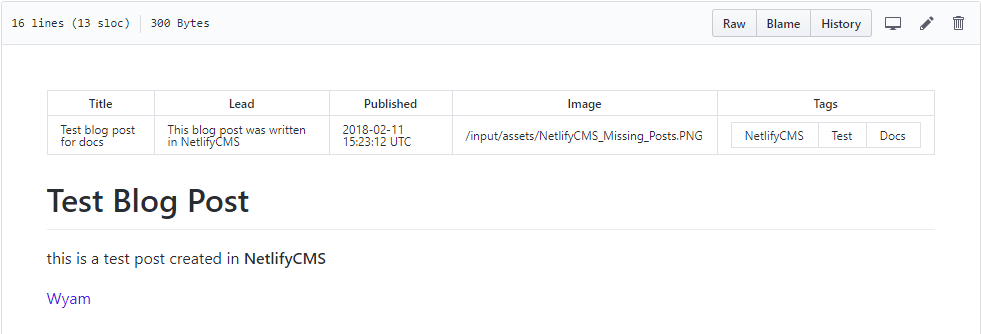 16 lines (13 sloc) 300 Bytes Raw Blame History
Title Lead Published Image Tags
Test blog post for docs
This blog post was written in NetlifyCMS
2018-02-11 15:23:12 UTC
/input/assets/NetlifyCMS_Missing_Posts.PNG
NetlifyCMS Test Docs
Test Blog Post
this is a test post created in NetlifyCMS
Wyam